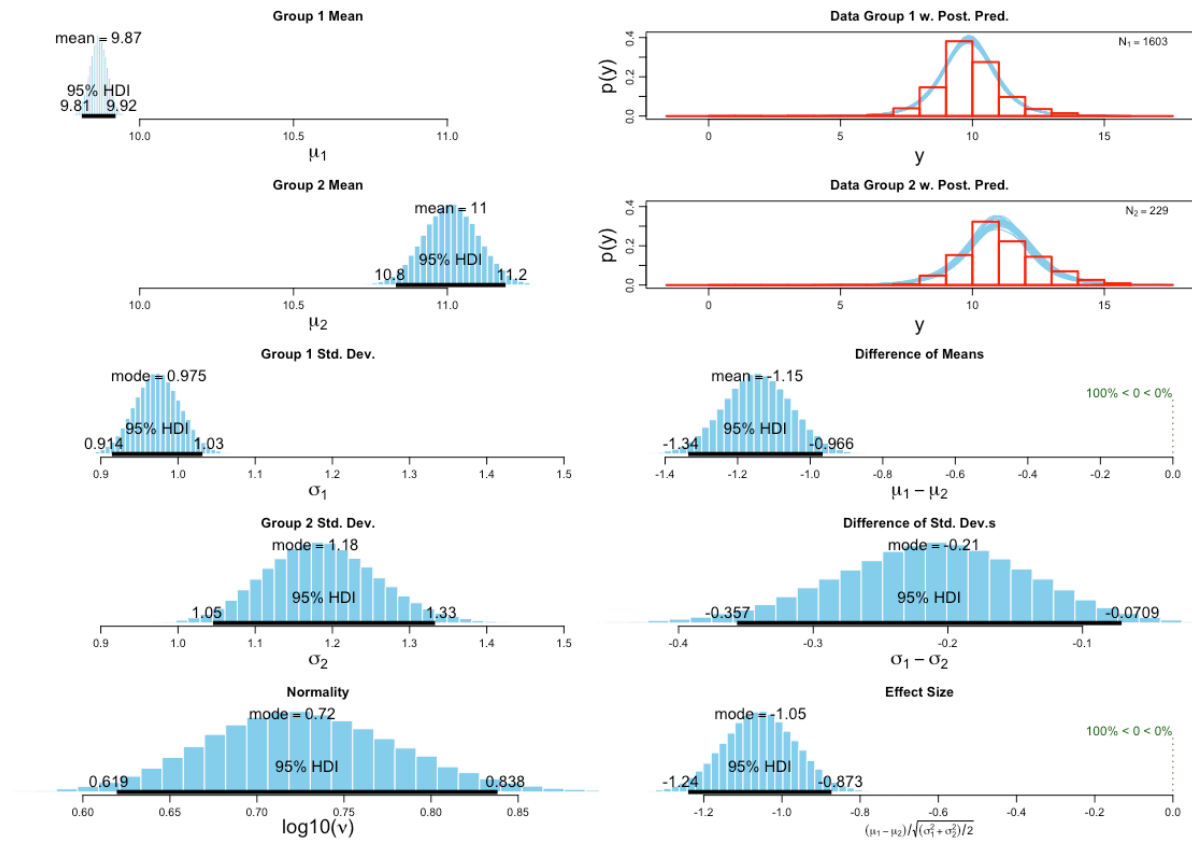 Group 1 Mean
mean = 9.87
95% HDI
9.81 9.92
10.0 10.5 11.0
μ1
Data Group 1 w. Post. Pred.
N1 = 1603
p(y)
0.0 0.2 0.4
0 5 10 15
y
Group 2 Mean
mean = 11
95% HDI
10.8 11.2
10.0 10.5 11.0
μ2
Data Group 2 w. Post. Pred.
N2 = 229
p(y)
0.0 0.2 0.4
0 5 10 15
y
Group 1 Std. Dev.
mode = 0.975
95% HDI
0.914 1.03
0.9 1.0 1.1 1.2 1.3 1.4 1.5
σ1
Difference of Means
mean = -1.15
100% < 0 < 0%
95% HDI
-1.34 -0.966
-1.4 -1.2 -1.0 -0.8 -0.6 -0.4 -0.2 0.0
μ1 − μ2
Group 2 Std. Dev.
mode = 1.18
95% HDI
1.05 1.33
0.9 1.0 1.1 1.2 1.3 1.4 1.5
σ2
Difference of Std. Dev.s
mode = -0.21
95% HDI
-0.357 -0.0709
-0.4 -0.3 -0.2 -0.1
σ1 − σ2
Normality
mode = 0.72
95% HDI
0.619 0.838
0.60 0.65 0.70 0.75 0.80 0.85
log10(ν)
Effect Size
mode = -1.05
100% < 0 < 0%
95% HDI
-1.24 -0.873
-1.2 -1.0 -0.8 -0.6 -0.4 -0.2 0.0
(μ1 − μ2)/√(σ1² + σ2²)/2